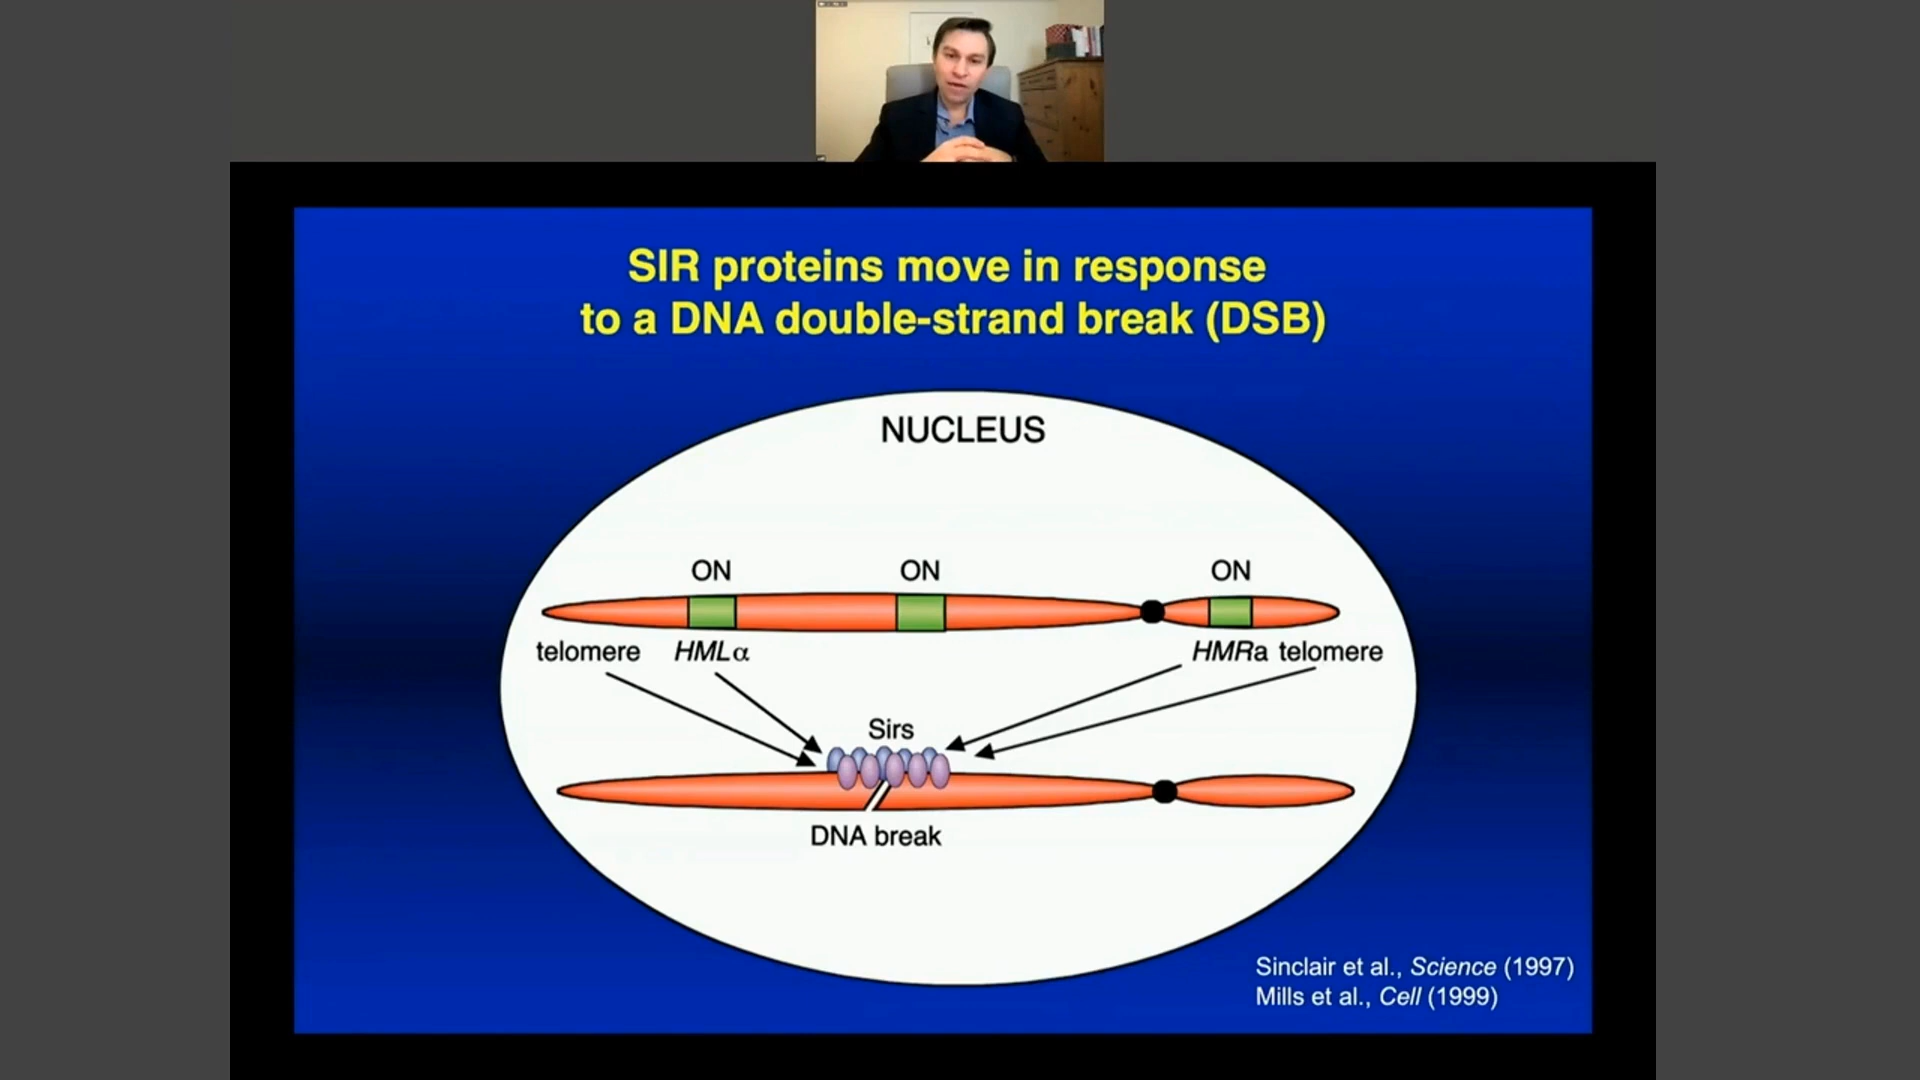 SIR proteins move in response
to a DNA double-strand break (DSB)
NUCLEUS
ON ON ON
telomere HMLα HMRa telomere
Sirs
DNA break
Sinclair et al., Science (1997)
Mills et al., Cell (1999)